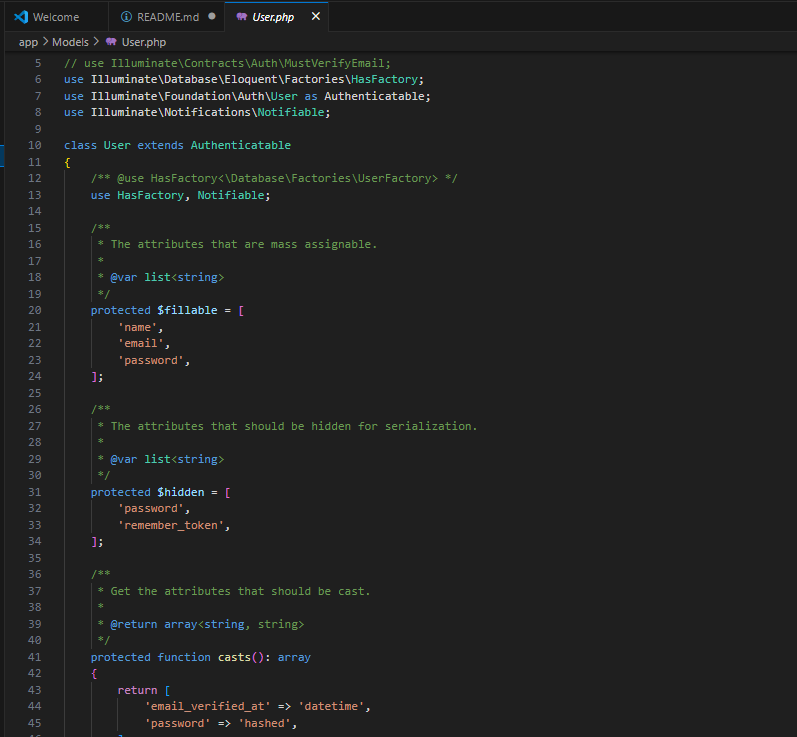 Welcome README.md User.php
app > Models > User.php
5 // use Illuminate\Contracts\Auth\MustVerifyEmail;
6 use Illuminate\Database\Eloquent\Factories\HasFactory;
7 use Illuminate\Foundation\Auth\User as Authenticatable;
8 use Illuminate\Notifications\Notifiable;
9
10 class User extends Authenticatable
11 {
12     /** @use HasFactory<\Database\Factories\UserFactory> */
13     use HasFactory, Notifiable;
14
15     /**
16      * The attributes that are mass assignable.
17      *
18      * @var list<string>
19      */
20     protected $fillable = [
21         'name',
22         'email',
23         'password',
24     ];
25
26     /**
27      * The attributes that should be hidden for serialization.
28      *
29      * @var list<string>
30      */
31     protected $hidden = [
32         'password',
33         'remember_token',
34     ];
35
36     /**
37      * Get the attributes that should be cast.
38      *
39      * @return array<string, string>
40      */
41     protected function casts(): array
42     {
43         return [
44             'email_verified_at' => 'datetime',
45             'password' => 'hashed',